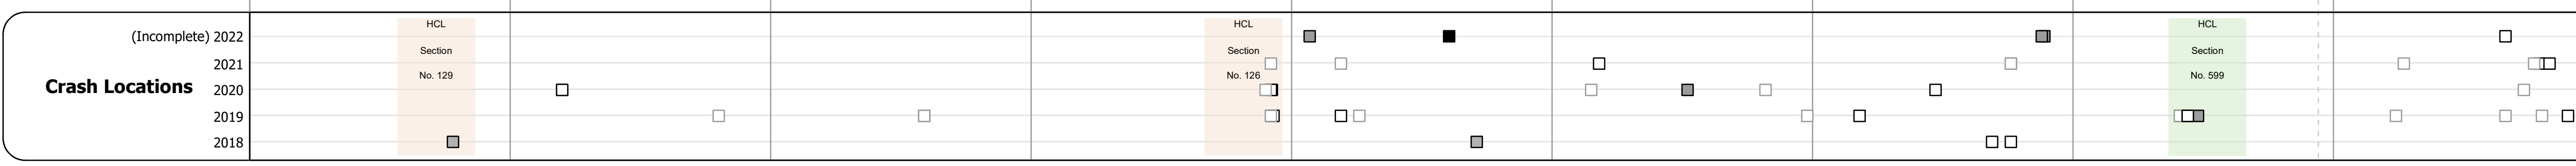 Crash Locations
(Incomplete) 2022
2021
2020
2019
2018
HCL
Section
No. 129
HCL
Section
No. 126
HCL
Section
No. 599